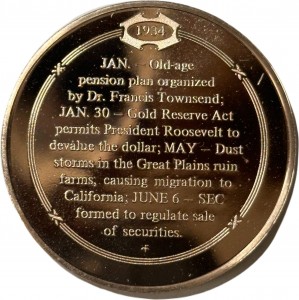 1934
JAN. – Old-age
pension plan organized
by Dr. Francis Townsend;
JAN. 30 – Gold Reserve Act
permits President Roosevelt to
devalue the dollar; MAY – Dust
storms in the Great Plains ruin
farms, causing migration to
California; JUNE 6 – SEC
formed to regulate sale
of securities.